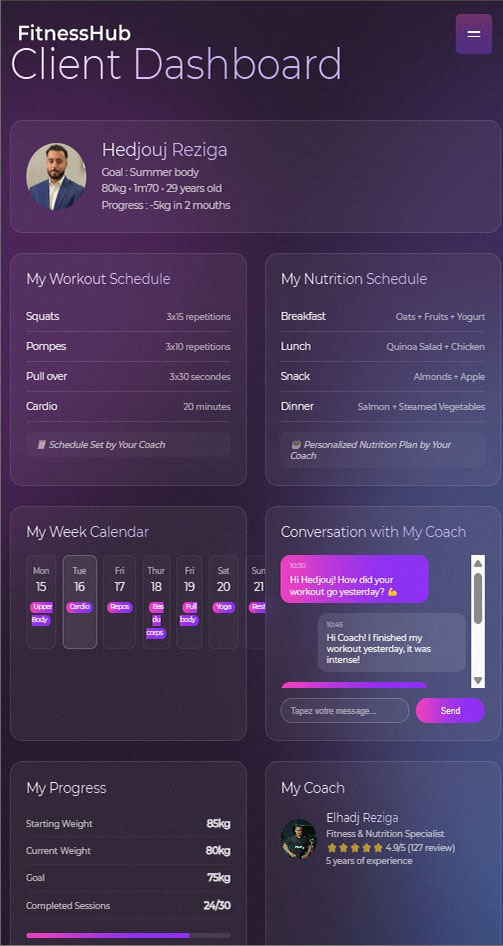 FitnessHub
Client Dashboard
Hedjouj Reziga
Goal : Summer body
80kg • 1m70 • 29 years old
Progress : -5kg in 2 mouths
My Workout Schedule
Squats 3x15 repetitions
Pompes 3x10 repetitions
Pull over 3x30 secondes
Cardio 20 minutes
Schedule Set by Your Coach
My Nutrition Schedule
Breakfast Oats + Fruits + Yogurt
Lunch Quinoa Salad + Chicken
Snack Almonds + Apple
Dinner Salmon + Steamed Vegetables
Personalized Nutrition Plan by Your
Coach
My Week Calendar
Mon Tue Fri Thur Fri Sat Sun
15 16 17 18 19 20 21
Upper Cardio Repos Bas Full Yoga Rest
Body du body
corps
Conversation with My Coach
10:30
Hi Hedjouj! How did your
workout go yesterday? 💪
10:45
Hi Coach! I finished my
workout yesterday, it was
intense!
Tapez votre message... Send
My Progress
Starting Weight 85kg
Current Weight 80kg
Goal 75kg
Completed Sessions 24/30
My Coach
Elhadj Reziga
Fitness & Nutrition Specialist
⭐⭐⭐⭐⭐ 4.9/5 (127 review)
5 years of experience